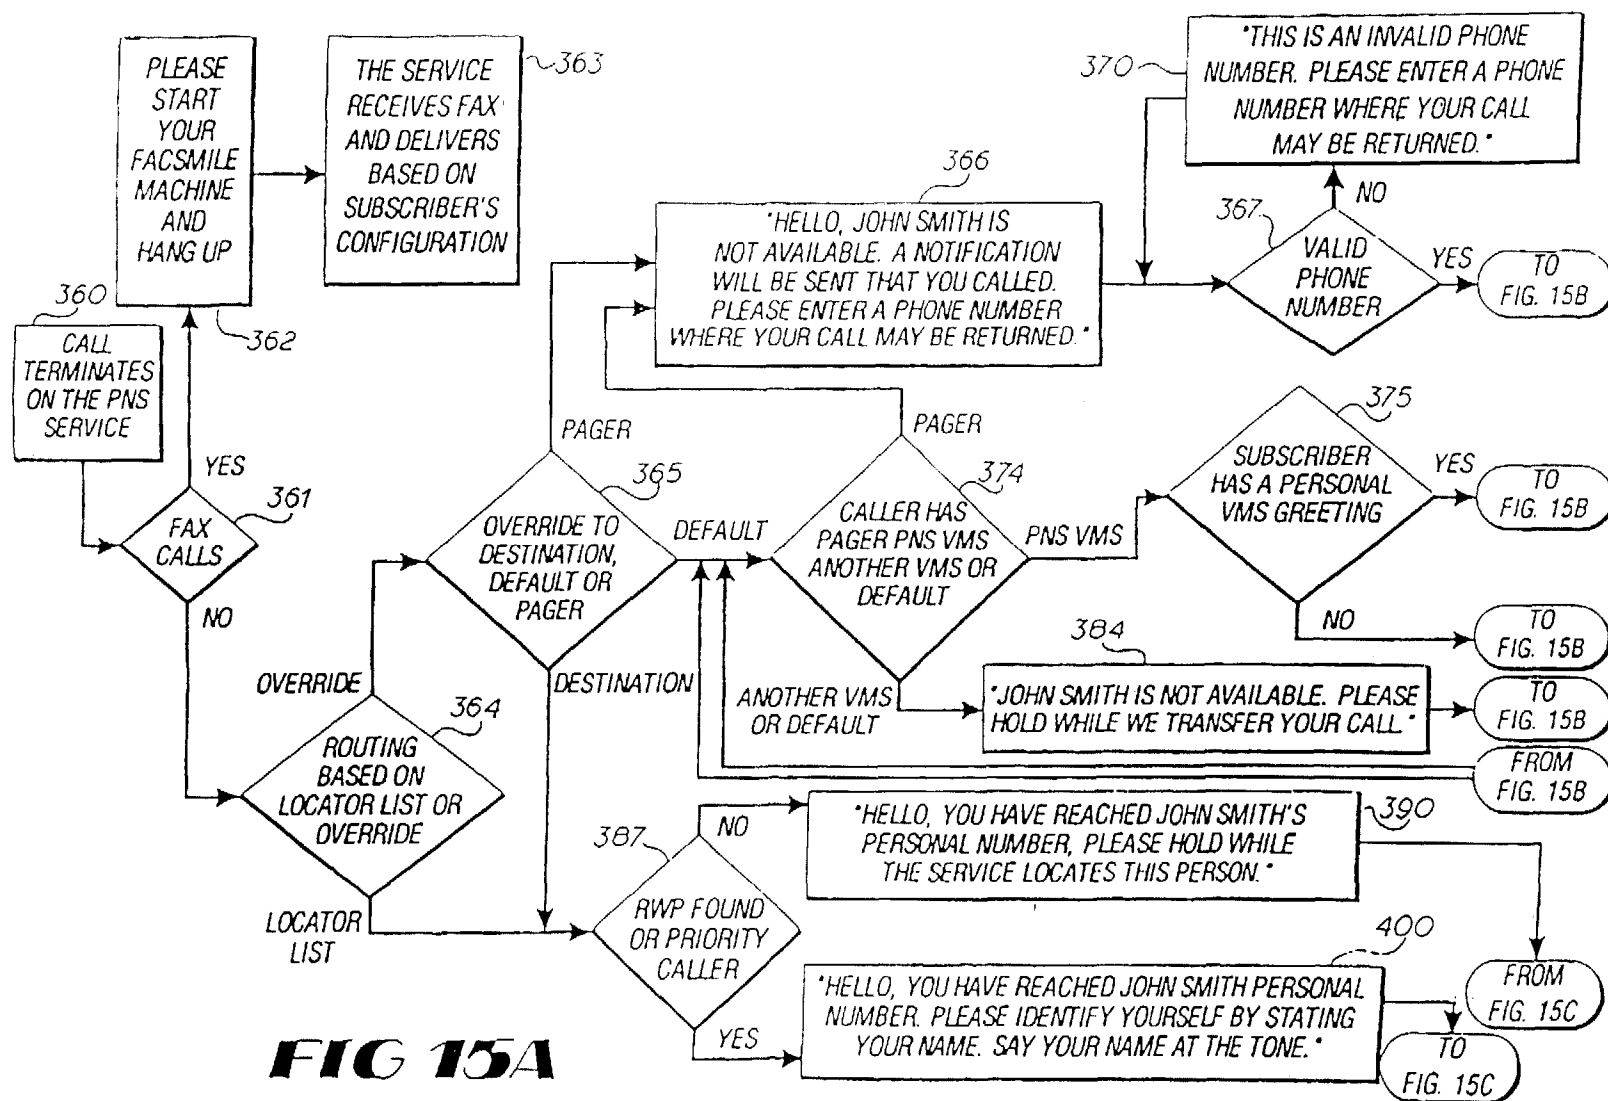 PLEASE
START
YOUR
FACSMILE
MACHINE
AND
HANG UP
362
THE SERVICE
RECEIVES FAX
AND DELIVERS
BASED ON
SUBSCRIBER'S
CONFIGURATION
363
360
CALL
TERMINATES
ON THE PNS
SERVICE
YES
FAX
CALLS
361
NO
OVERRIDE
364
ROUTING
BASED ON
LOCATOR LIST OR
OVERRIDE
LOCATOR
LIST
PAGER
365
OVERRIDE TO
DESTINATION,
DEFAULT OR
PAGER
DEFAULT
DESTINATION
366
"HELLO, JOHN SMITH IS
NOT AVAILABLE. A NOTIFICATION
WILL BE SENT THAT YOU CALLED.
PLEASE ENTER A PHONE NUMBER
WHERE YOUR CALL MAY BE RETURNED."
370
"THIS IS AN INVALID PHONE
NUMBER. PLEASE ENTER A PHONE
NUMBER WHERE YOUR CALL
MAY BE RETURNED."
NO
367
VALID
PHONE
NUMBER
YES
TO
FIG. 15B
PAGER
374
CALLER HAS
PAGER PNS VMS
ANOTHER VMS OR
DEFAULT
PNS VMS
ANOTHER VMS
OR DEFAULT
375
SUBSCRIBER
HAS A PERSONAL
VMS GREETING
YES
TO
FIG. 15B
NO
TO
FIG. 15B
384
"JOHN SMITH IS NOT AVAILABLE. PLEASE
HOLD WHILE WE TRANSFER YOUR CALL."
TO
FIG. 15B
FROM
FIG. 15B
387
RWP FOUND
OR PRIORITY
CALLER
NO
390
"HELLO, YOU HAVE REACHED JOHN SMITH'S
PERSONAL NUMBER, PLEASE HOLD WHILE
THE SERVICE LOCATES THIS PERSON."
FROM
FIG. 15C
YES
400
"HELLO, YOU HAVE REACHED JOHN SMITH PERSONAL
NUMBER. PLEASE IDENTIFY YOURSELF BY STATING
YOUR NAME. SAY YOUR NAME AT THE TONE."
TO
FIG. 15C
FIG 15A